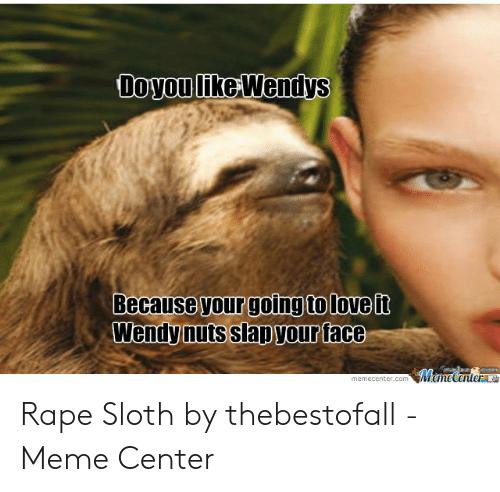 Do you like Wendys
Because your going to love it
Wendy nuts slap your face
memecenter.com MemeCenter
Rape Sloth by thebestofall -
Meme Center